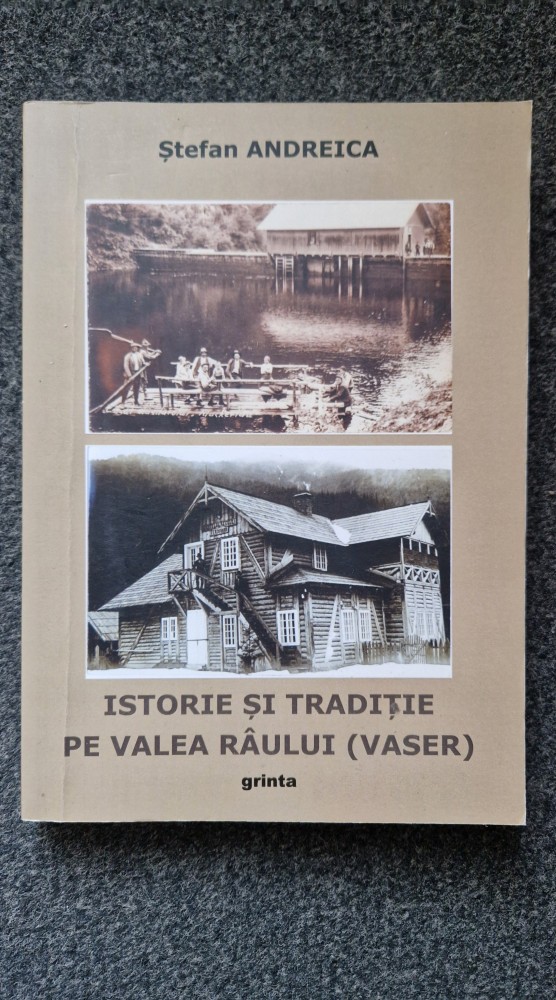 Ștefan ANDREICA
ISTORIE ȘI TRADIȚIE
PE VALEA RÂULUI (VASER)
grinta